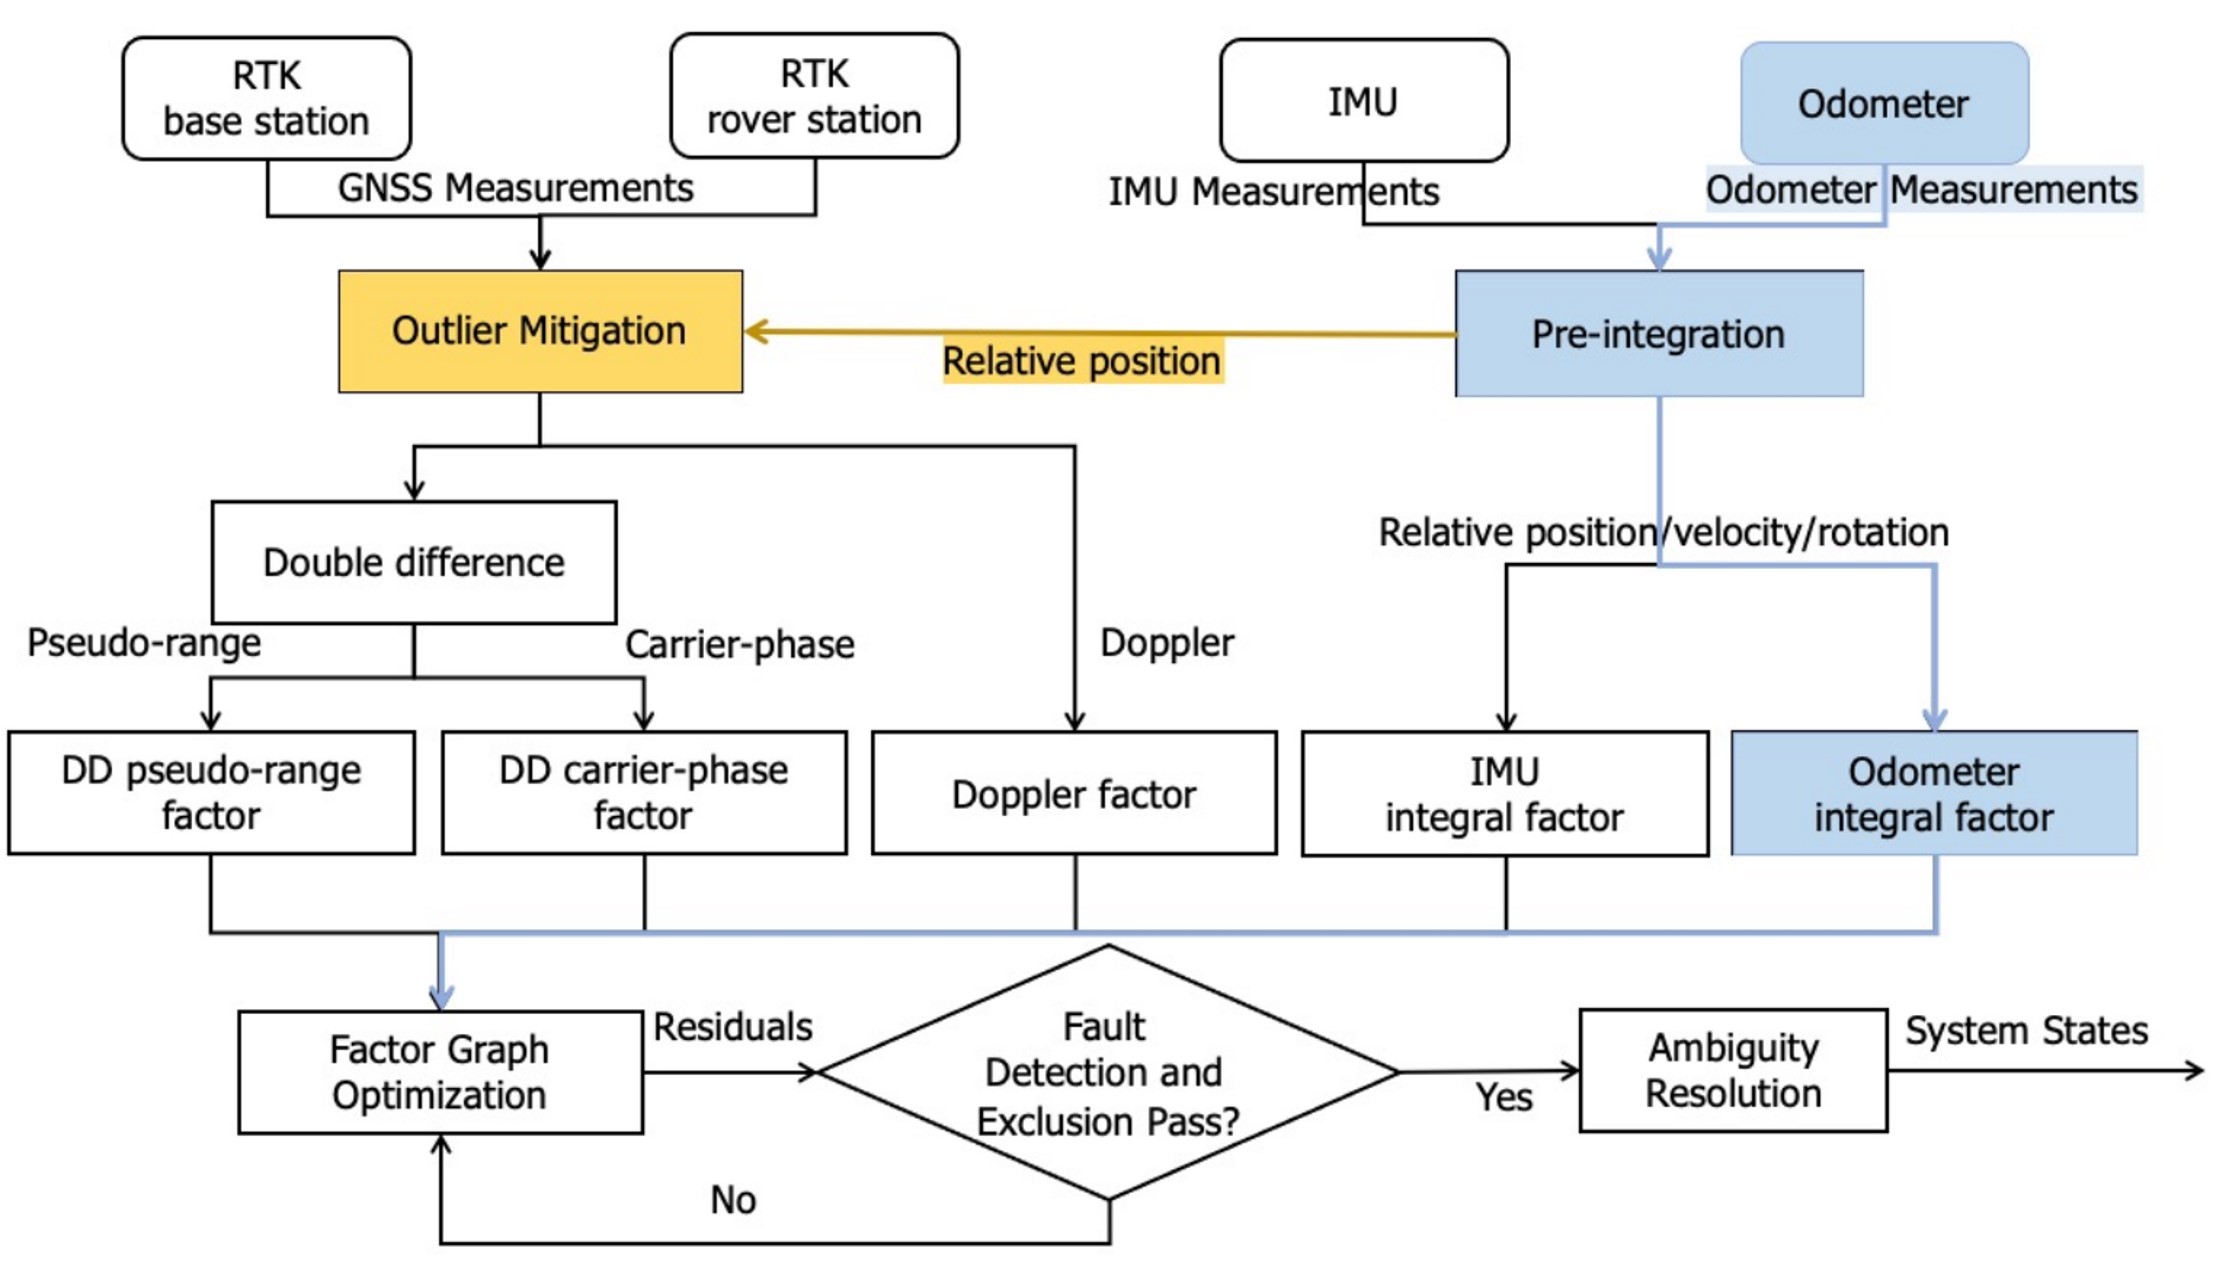 RTK
base station
RTK
rover station
IMU
Odometer
GNSS Measurements
IMU Measurements
Odometer Measurements
Outlier Mitigation
Relative position
Pre-integration
Relative position/velocity/rotation
Double difference
Pseudo-range
Carrier-phase
Doppler
DD pseudo-range
factor
DD carrier-phase
factor
Doppler factor
IMU
integral factor
Odometer
integral factor
Factor Graph
Optimization
Residuals
Fault
Detection and
Exclusion Pass?
Yes
Ambiguity
Resolution
System States
No